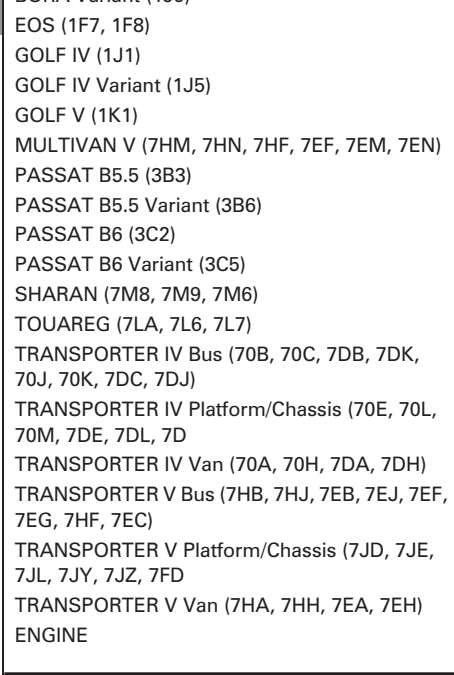 EOS (1F7, 1F8)
GOLF IV (1J1)
GOLF IV Variant (1J5)
GOLF V (1K1)
MULTIVAN V (7HM, 7HN, 7HF, 7EF, 7EM, 7EN)
PASSAT B5.5 (3B3)
PASSAT B5.5 Variant (3B6)
PASSAT B6 (3C2)
PASSAT B6 Variant (3C5)
SHARAN (7M8, 7M9, 7M6)
TOUAREG (7LA, 7L6, 7L7)
TRANSPORTER IV Bus (70B, 70C, 7DB, 7DK,
70J, 70K, 7DC, 7DJ)
TRANSPORTER IV Platform/Chassis (70E, 70L,
70M, 7DE, 7DL, 7D
TRANSPORTER IV Van (70A, 70H, 7DA, 7DH)
TRANSPORTER V Bus (7HB, 7HJ, 7EB, 7EJ, 7EF,
7EG, 7HF, 7EC)
TRANSPORTER V Platform/Chassis (7JD, 7JE,
7JL, 7JY, 7JZ, 7FD
TRANSPORTER V Van (7HA, 7HH, 7EA, 7EH)
ENGINE